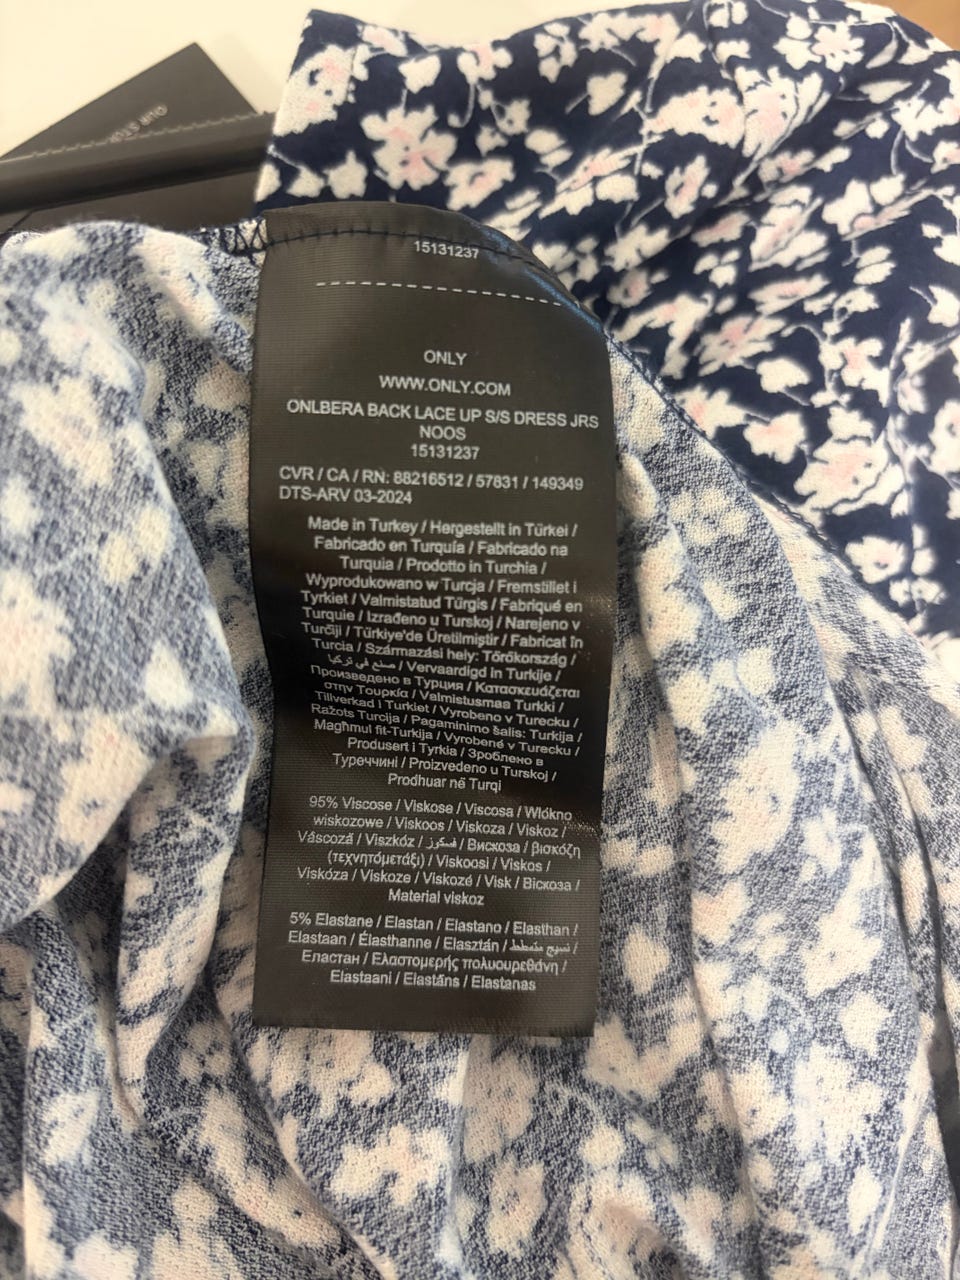 OUR STOR
15131237
ONLY
WWW.ONLY.COM
ONLBERA BACK LACE UP S/S DRESS JRS
NOOS
15131237
CVR / CA / RN: 88216512 / 57831 / 149349
DTS-ARV 03-2024
Made in Turkey / Hergestellt in Türkei /
Fabricado en Turquía / Fabricado na
Turquia / Prodotto in Turchia /
Wyprodukowano w Turcja / Fremstillet i
Tyrkiet / Valmistatud Türgis / Fabriqué en
Turquie / Izrađeno u Turskoj / Narejeno v
Turčiji / Türkiye'de Üretilmiştir / Fabricat în
Turcia / Származási hely: Törökország /
صنع في تركيا / Vervaardigd in Turkije /
Произведено в Турция / Κατασκευάζεται
στην Τουρκία / Valmistusmaa Turkki /
Tillverkad i Turkiet / Vyrobeno v Turecku /
Ražots Turcija / Pagaminimo šalis: Turkija /
Magħmul fit-Turkija / Vyrobené v Turecku /
Produsert i Tyrkia / Зроблено в
Туреччині / Proizvedeno u Turskoj /
Prodhuar në Turqi
95% Viscose / Viskose / Viscosa / Włókno
wiskozowe / Viskoos / Viskoza / Viskoz /
Vâscoză / Viszkóz / فسكوز / Вискоза / βισκόζη
(τεχνητόμετάξι) / Viskoosi / Viskos /
Viskóza / Viskoze / Viskozé / Visk / Віскоза /
Material viskoz
5% Elastane / Elastan / Elastano / Elasthan /
Elastaan / Élasthanne / Elasztán / نسيج مطط /
Еластан / Ελαστομερής πολυουρεθάνη /
Elastaani / Elastāns / Elastanas